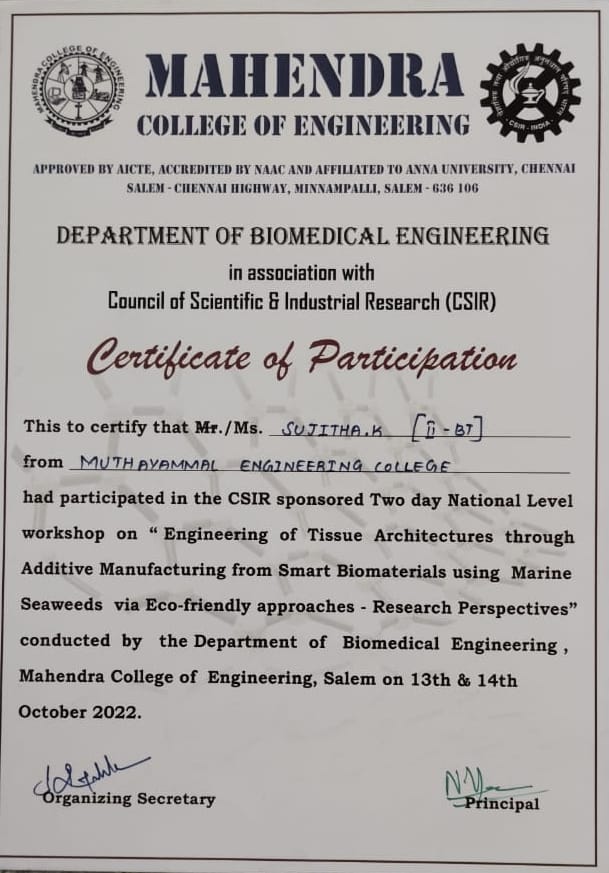 MAHENDRA COLLEGE OF ENGINEERING
MAHENDRA
COLLEGE OF ENGINEERING
CSIR - INDIA
APPROVED BY AICTE, ACCREDITED BY NAAC AND AFFILIATED TO ANNA UNIVERSITY, CHENNAI
SALEM - CHENNAI HIGHWAY, MINNAMPALLI, SALEM - 636 106
DEPARTMENT OF BIOMEDICAL ENGINEERING
in association with
Council of Scientific & Industrial Research (CSIR)
Certificate of Participation
This to certify that Mr./Ms. SUJITHA.K [II - BT]
from MUTHAYAMMAL ENGINEERING COLLEGE
had participated in the CSIR sponsored Two day National Level
workshop on “ Engineering of Tissue Architectures through
Additive Manufacturing from Smart Biomaterials using Marine
Seaweeds via Eco-friendly approaches - Research Perspectives”
conducted by the Department of Biomedical Engineering ,
Mahendra College of Engineering, Salem on 13th & 14th
October 2022.
Organizing Secretary
Principal